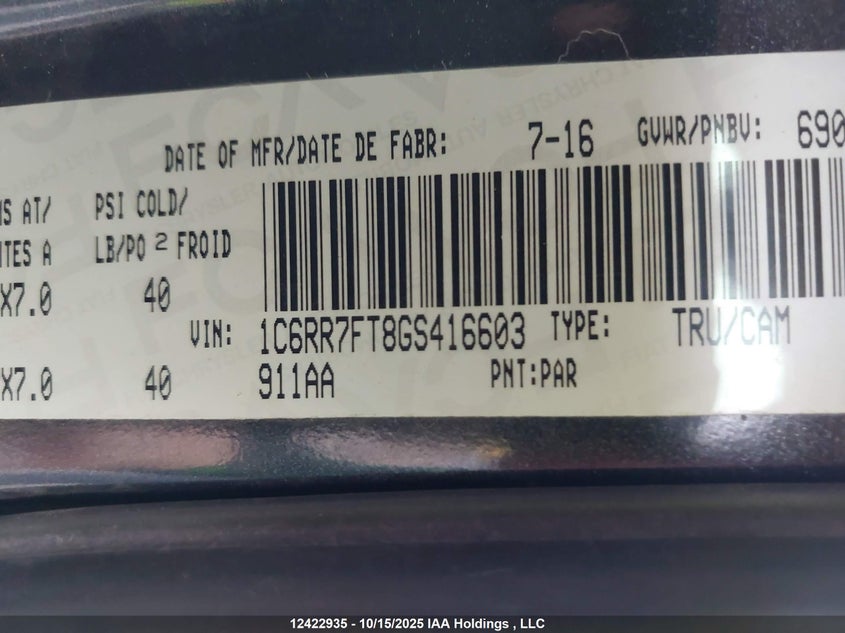 DATE OF MFR/DATE DE FABR: 7-16 GVWR/PNBV: 690
NS AT/ PSI COLD/
ITES A LB/PO 2 FROID
X7.0 40
VIN: 1C6RR7FT8GS416603 TYPE: TRU/CAM
X7.0 40 911AA PNT:PAR
12422935 - 10/15/2025 IAA Holdings , LLC